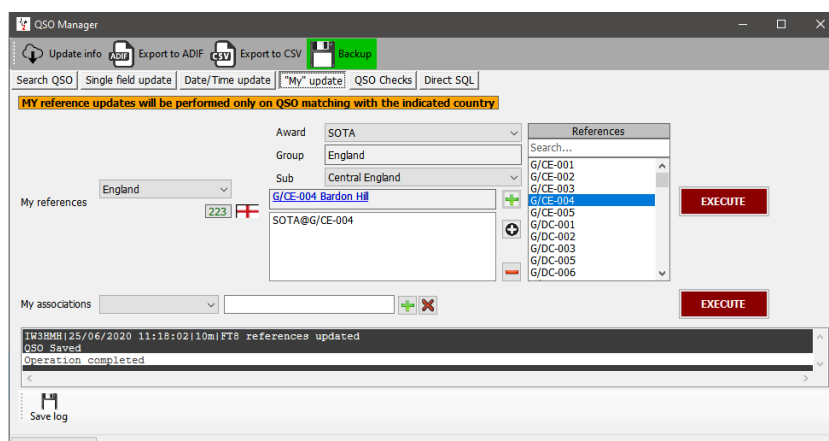 QSO Manager
Update info ADIF Export to ADIF CSV Export to CSV Backup
Search QSO Single field update Date/Time update "My" update QSO Checks Direct SQL
MY reference updates will be performed only on QSO matching with the indicated country
Award SOTA References
Group England Search...
Sub Central England
My references England
223
G/CE-004 Bardon Hill
SOTA@G/CE-004
G/CE-001
G/CE-002
G/CE-003
G/CE-004
G/CE-005
G/DC-001
G/DC-002
G/DC-003
G/DC-005
G/DC-006
EXECUTE
My associations EXECUTE
IW3HMH|25/06/2020 11:18:02|10m|FT8 references updated
QSO Saved
Operation completed
Save log